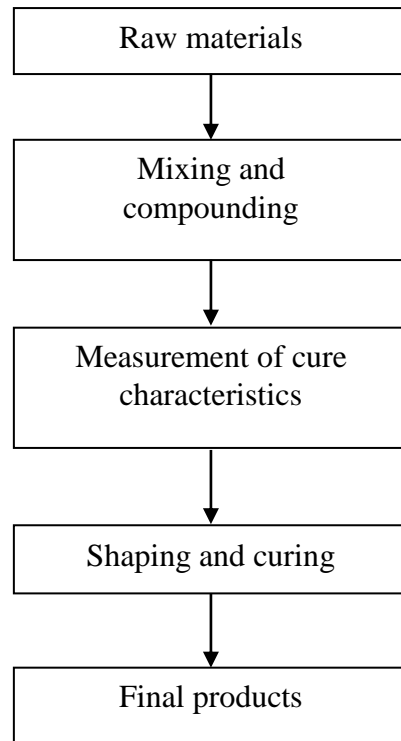 Raw materials
Mixing and
compounding
Measurement of cure
characteristics
Shaping and curing
Final products